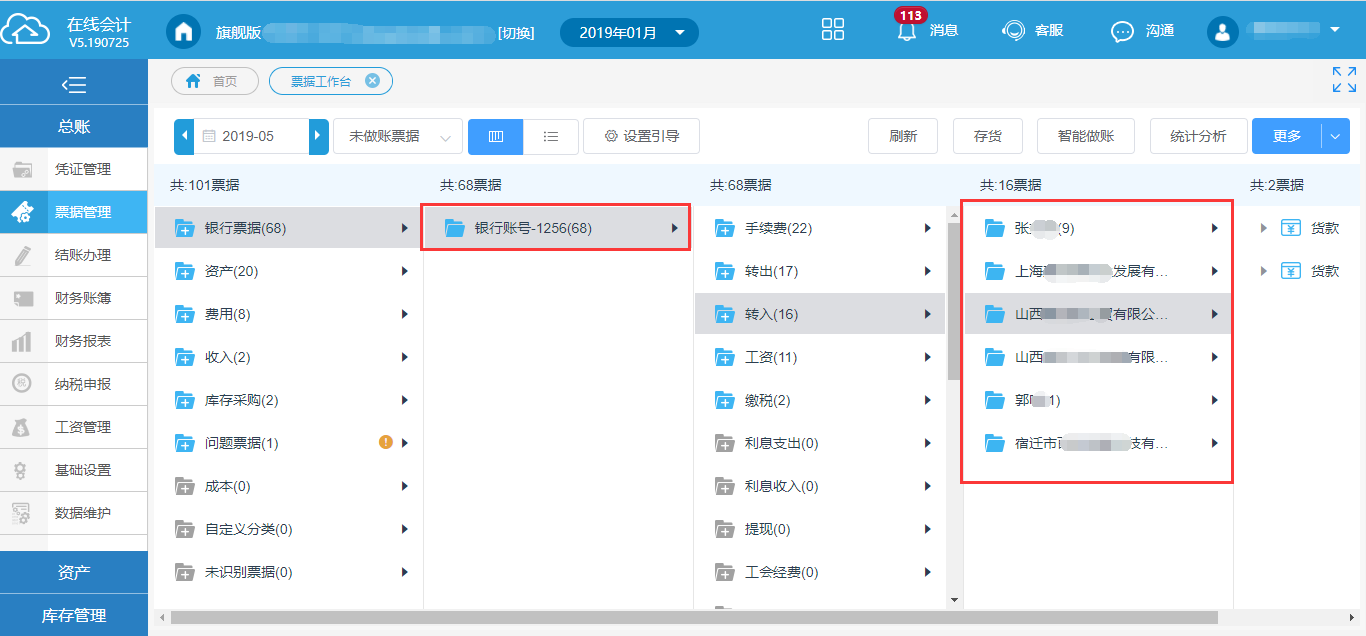 在线会计
V5.190725
旗舰版
[切换]
2019年01月
113
消息
客服
沟通
首页
票据工作台
总账
凭证管理
票据管理
结账办理
财务账簿
财务报表
纳税申报
工资管理
基础设置
数据维护
资产
库存管理
2019-05
未做账票据
设置引导
刷新
存货
智能做账
统计分析
更多
共:101票据
银行票据(68)
资产(20)
费用(8)
收入(2)
库存采购(2)
问题票据(1)
成本(0)
自定义分类(0)
未识别票据(0)
共:68票据
银行账号-1256(68)
共:68票据
手续费(22)
转出(17)
转入(16)
工资(11)
缴税(2)
利息支出(0)
利息收入(0)
提现(0)
工会经费(0)
共:16票据
张 (9)
上海 发展有...
山西 贸有限公...
山西 有限...
郭 1)
宿迁市 技有...
共:2票据
货款
货款